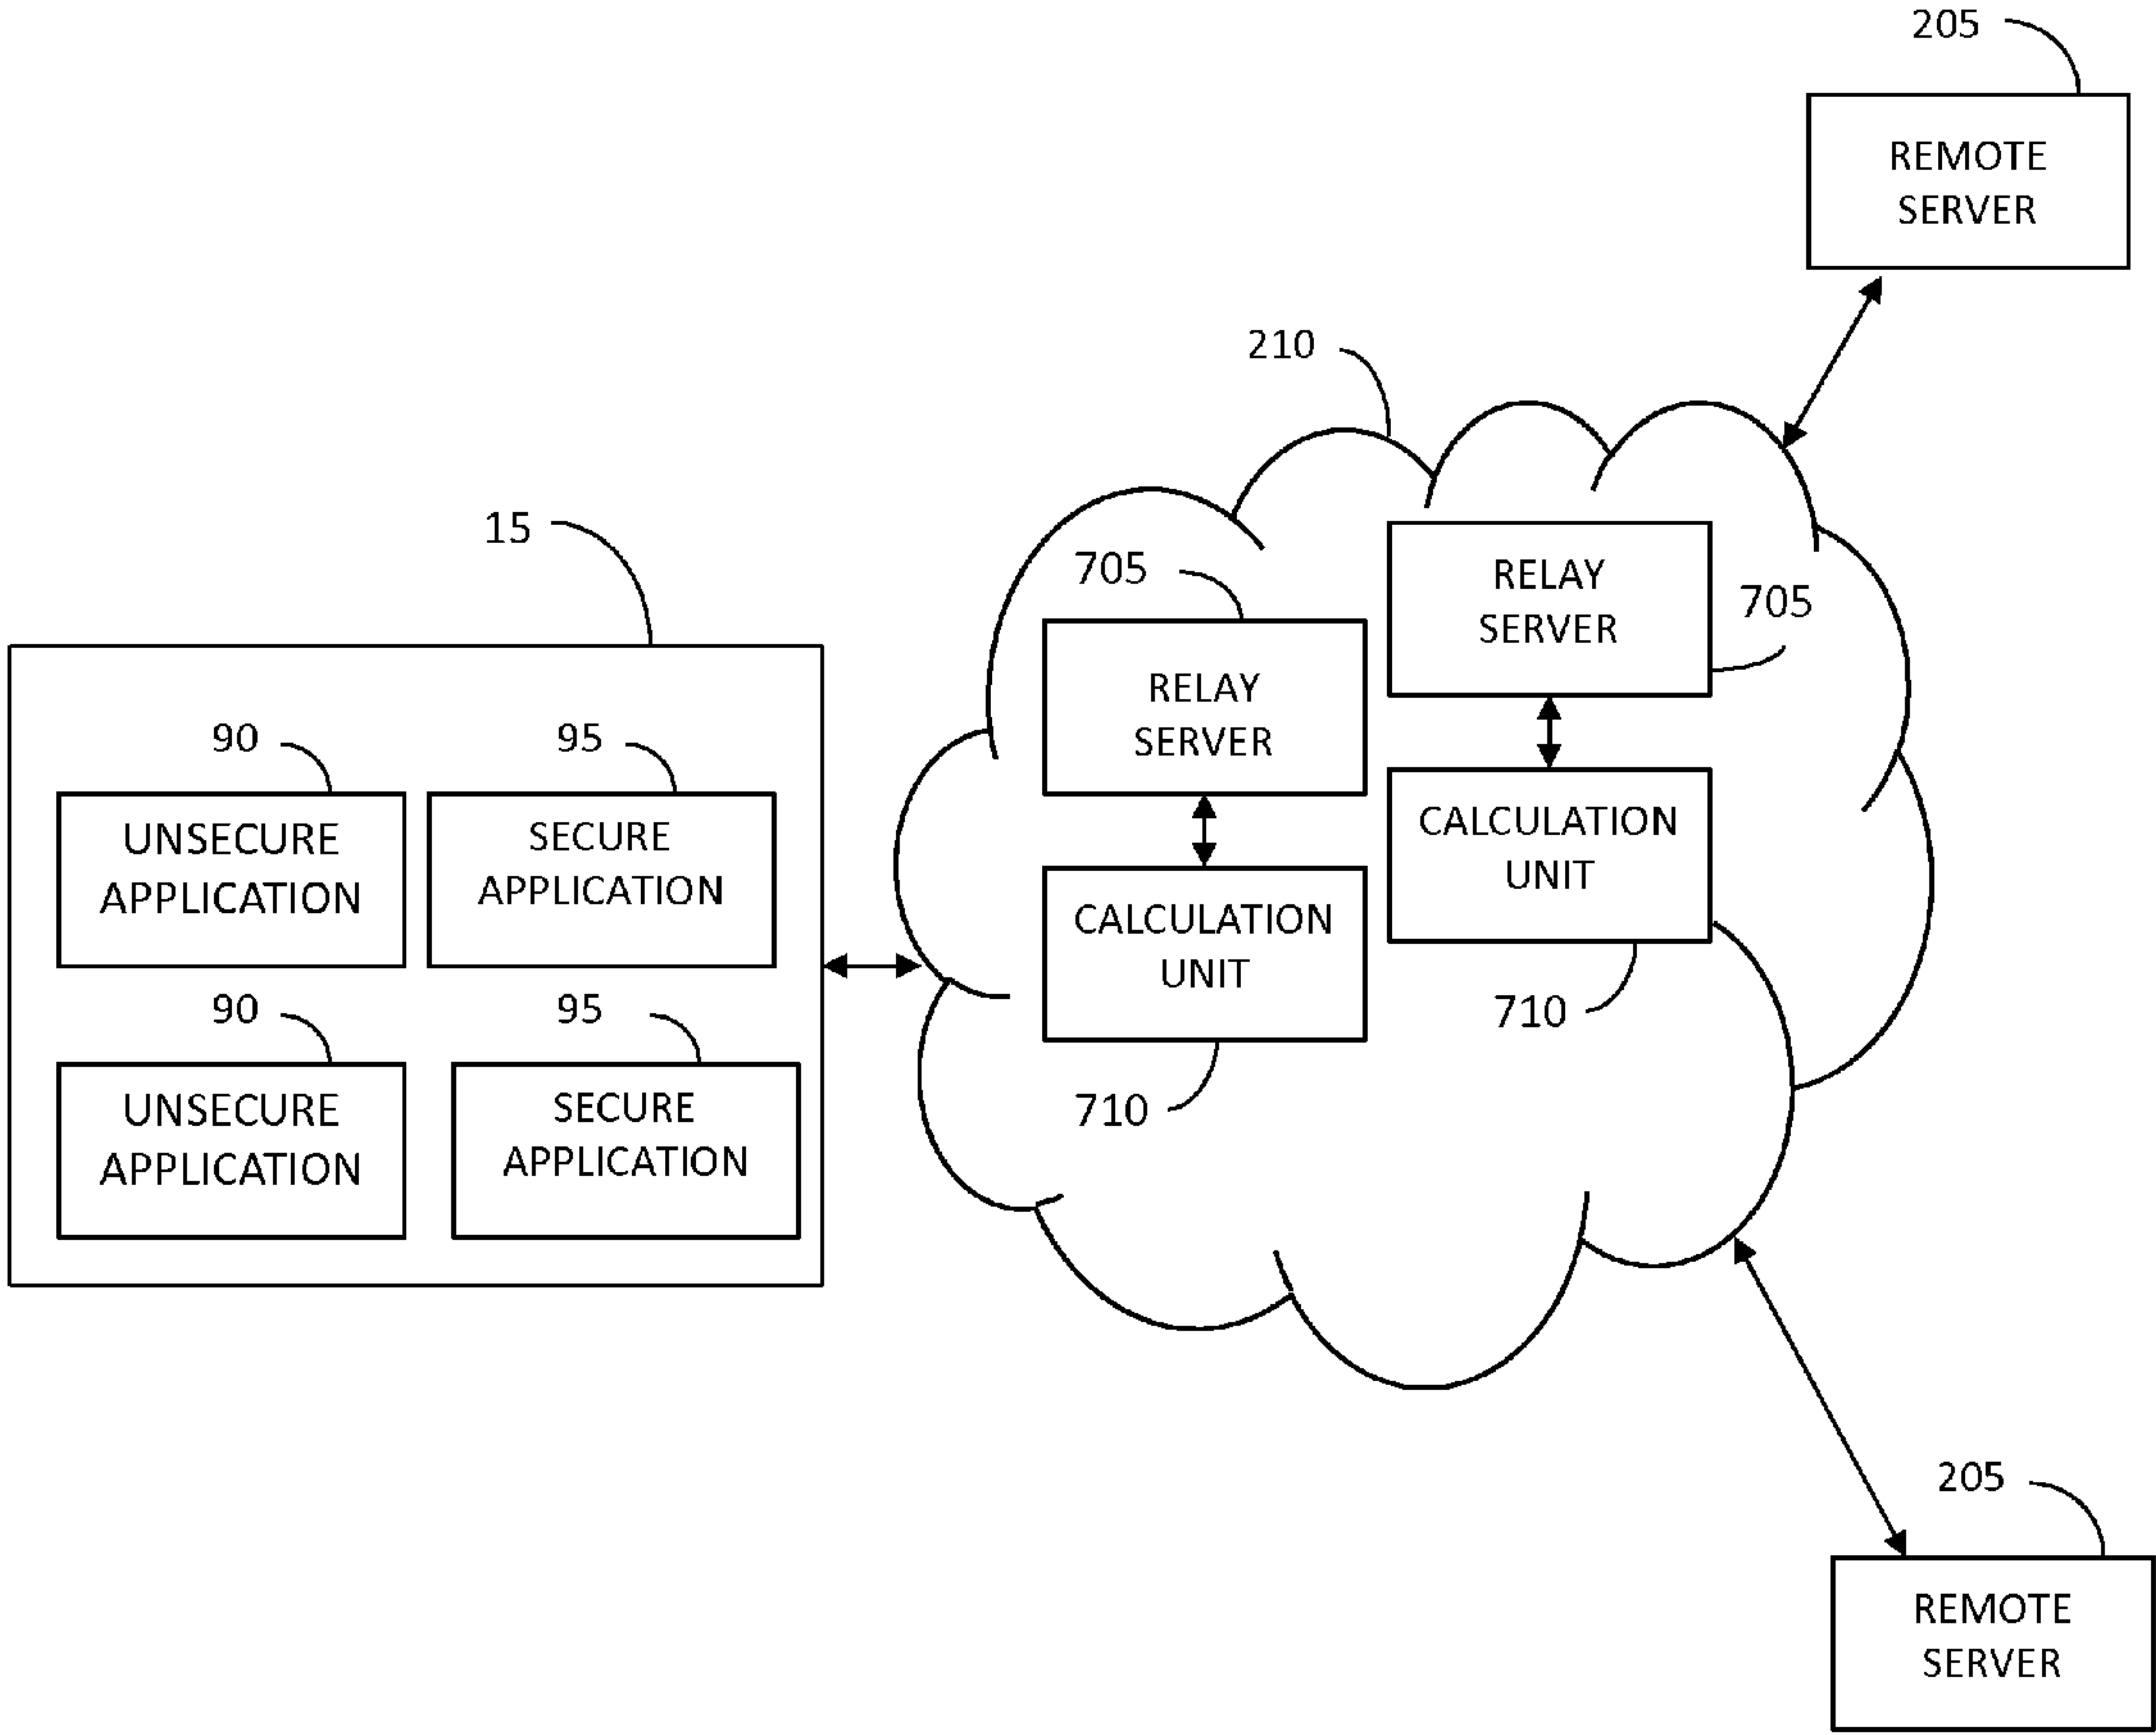 205
REMOTE
SERVER
210
15
705
RELAY
SERVER
705
RELAY
SERVER
90
UNSECURE
APPLICATION
95
SECURE
APPLICATION
CALCULATION
UNIT
710
CALCULATION
UNIT
710
90
UNSECURE
APPLICATION
95
SECURE
APPLICATION
205
REMOTE
SERVER